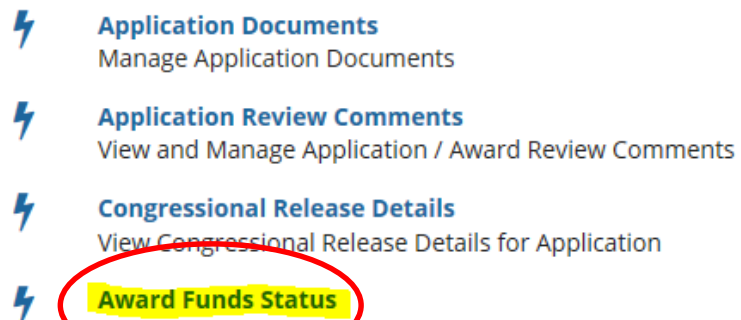 Application Documents
Manage Application Documents
Application Review Comments
View and Manage Application / Award Review Comments
Congressional Release Details
View Congressional Release Details for Application
Award Funds Status